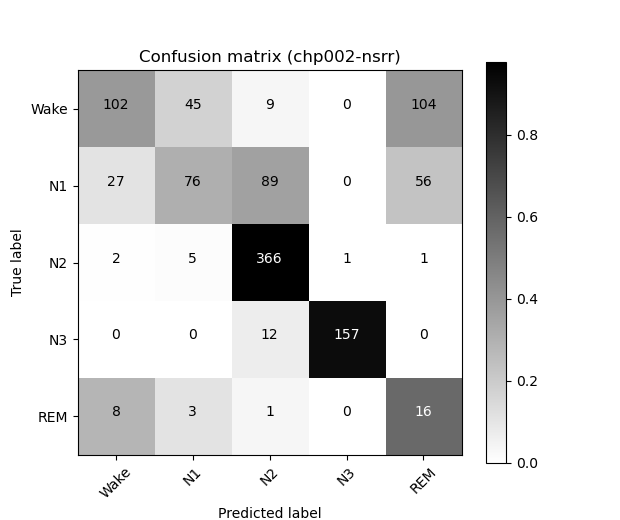 Confusion matrix (chp002-nsrr)
True label
Wake 102 45 9 0 104
N1 27 76 89 0 56
N2 2 5 366 1 1
N3 0 0 12 157 0
REM 8 3 1 0 16
Wake N1 N2 N3 REM
Predicted label
0.8
0.6
0.4
0.2
0.0